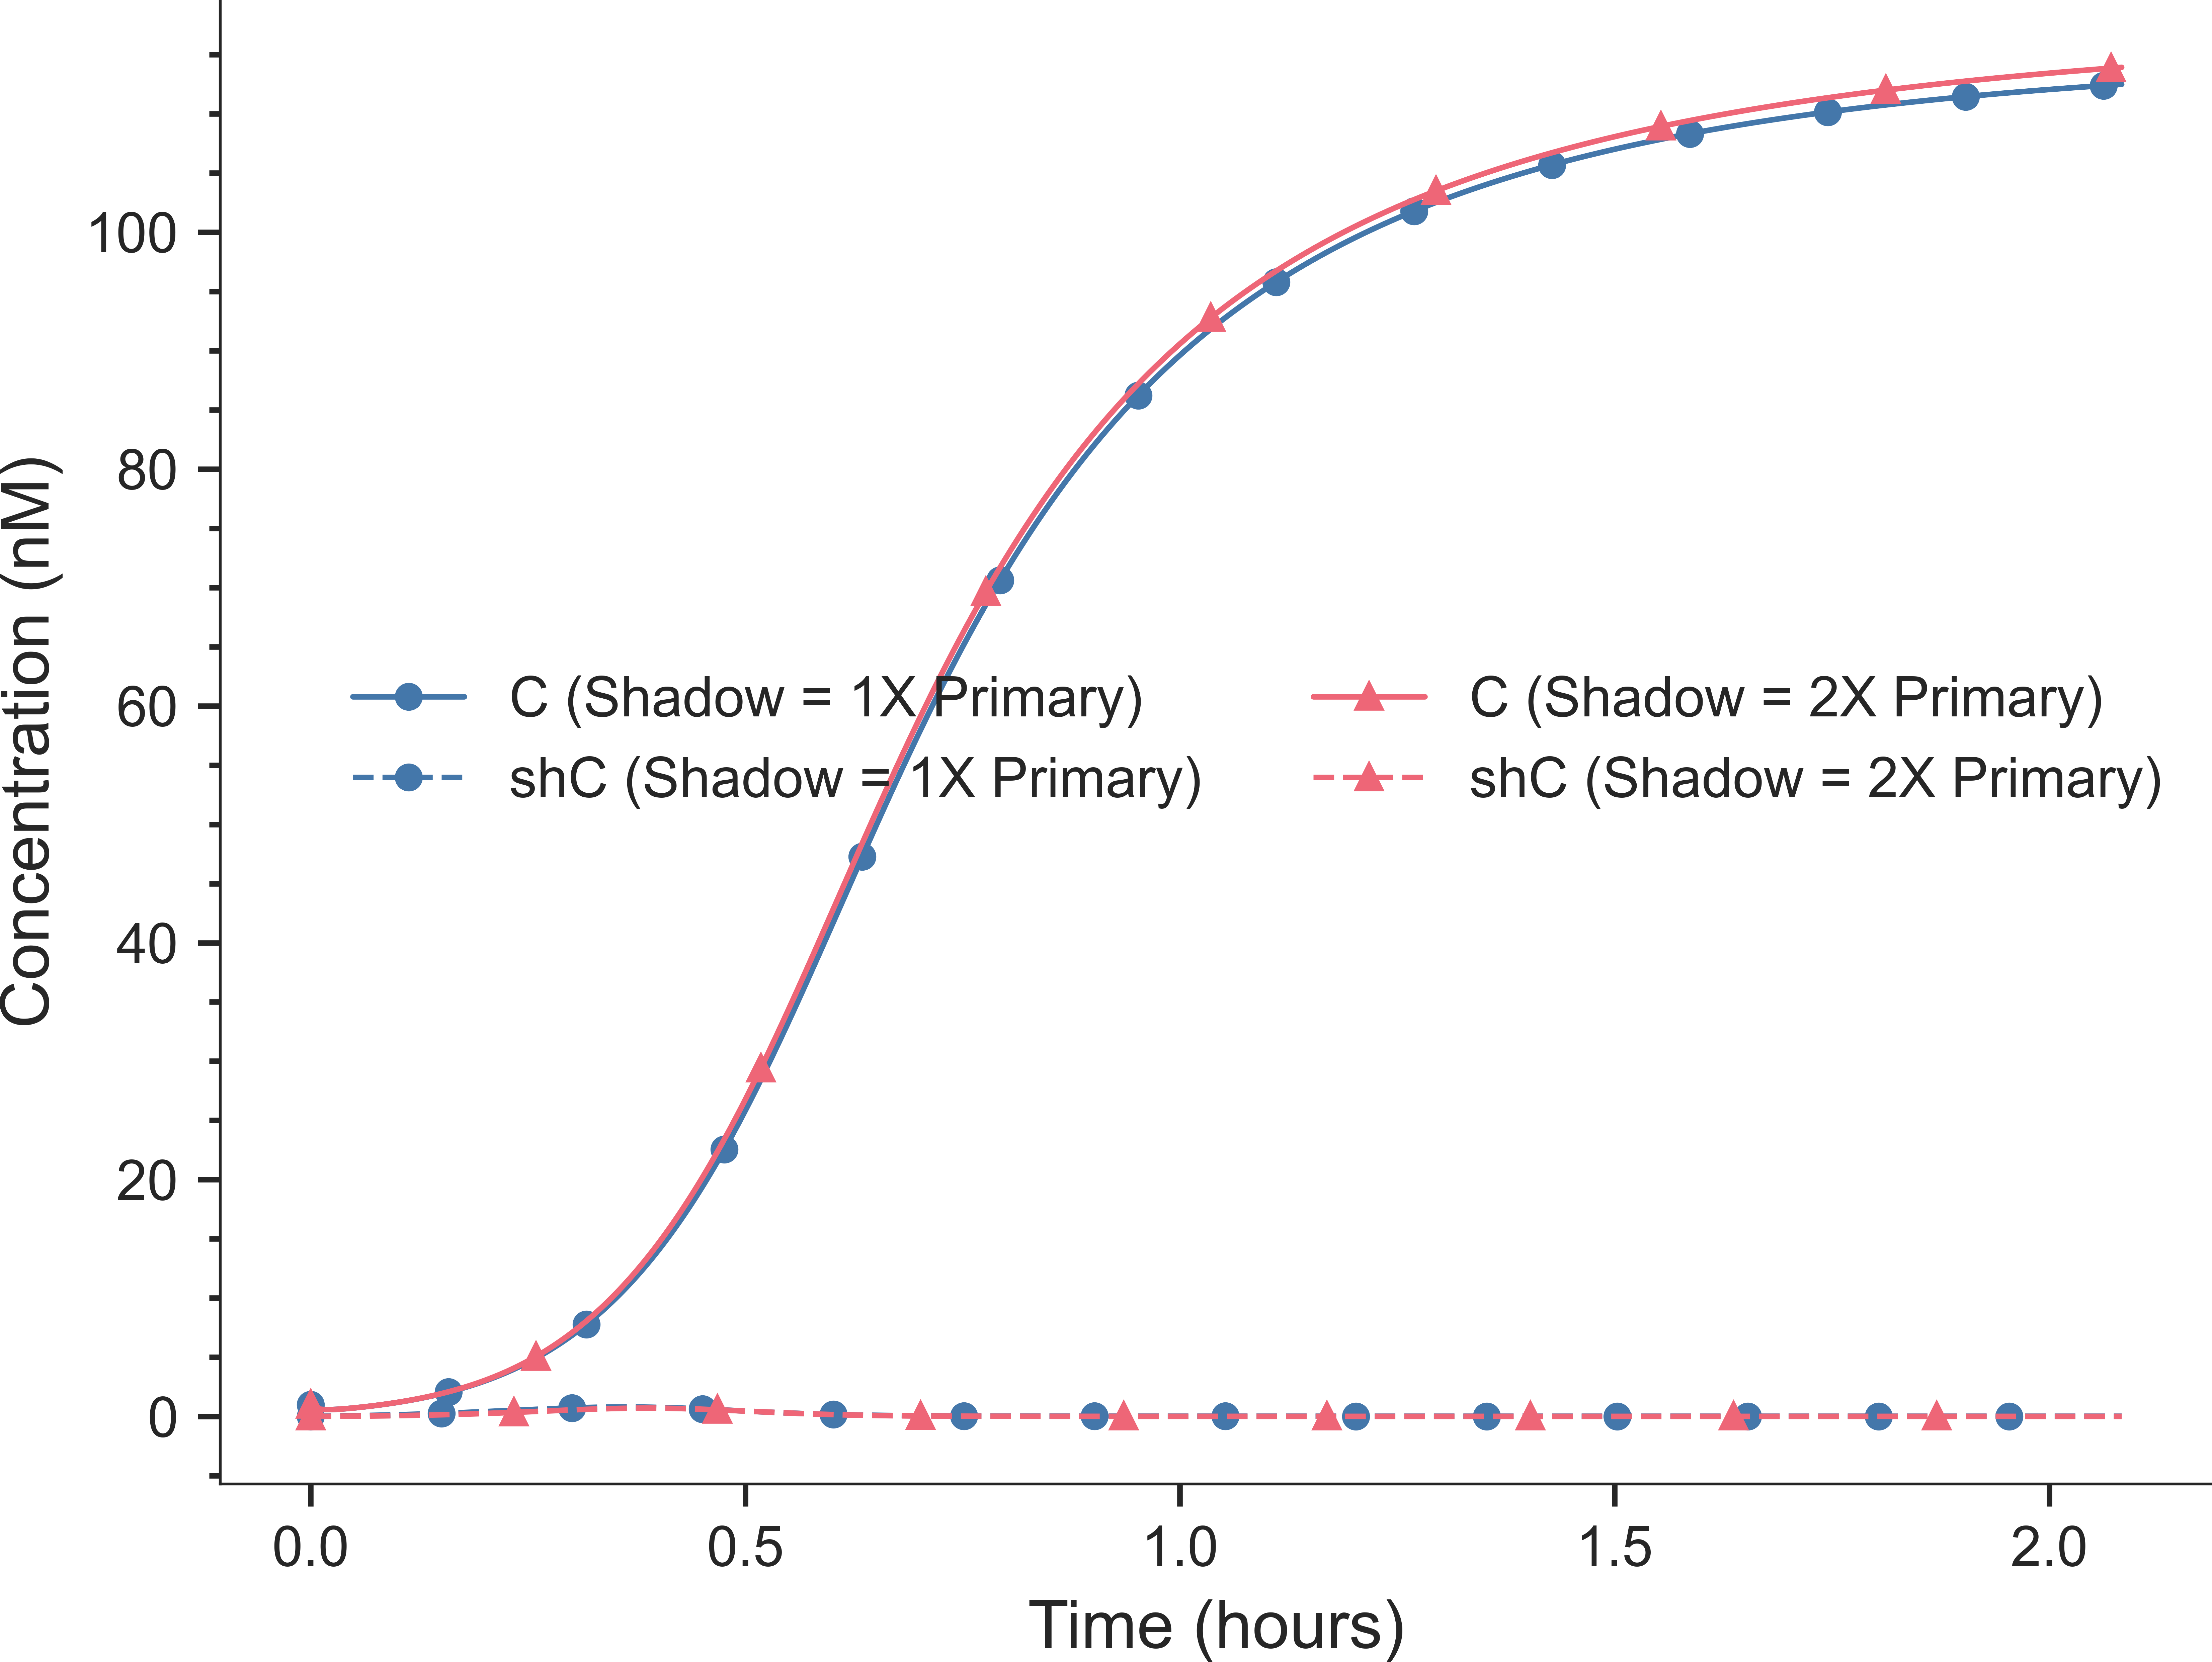 Concentration (nM)
100
80
60
40
20
0
C (Shadow = 1X Primary)
shC (Shadow = 1X Primary)
C (Shadow = 2X Primary)
shC (Shadow = 2X Primary)
0.0 0.5 1.0 1.5 2.0
Time (hours)